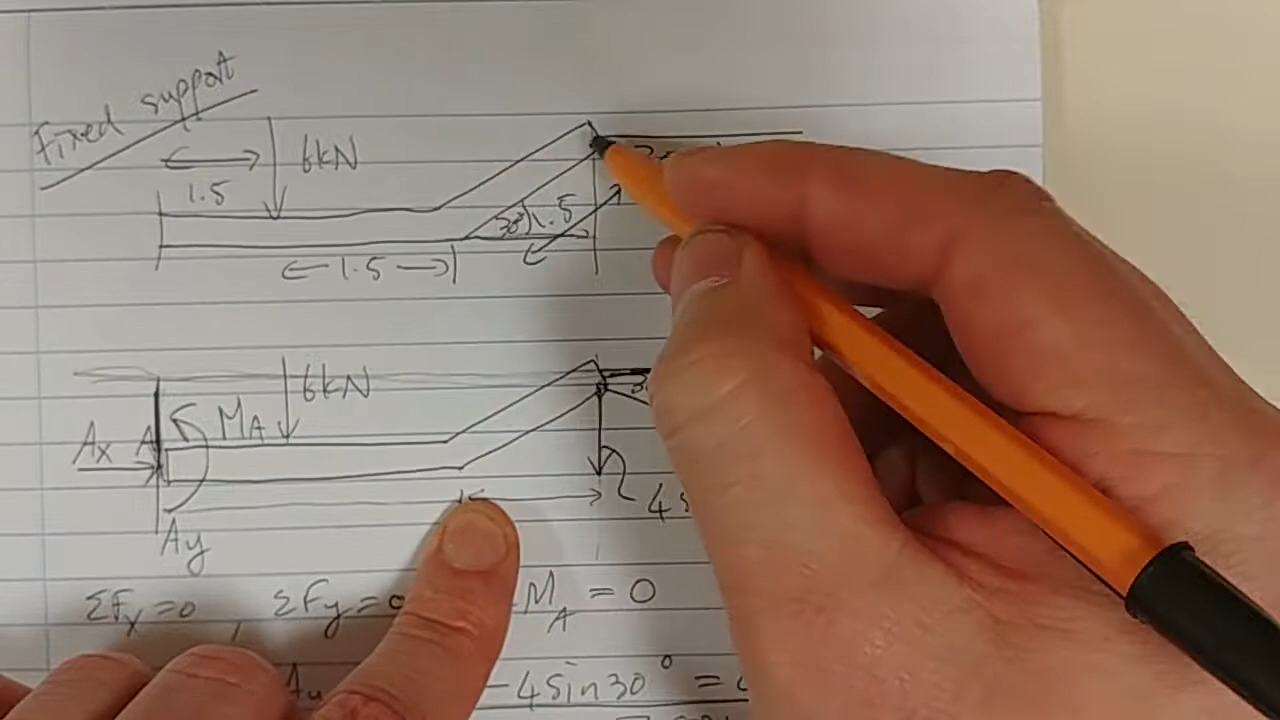 Fixed support
6kN
1.5
30° 1.5
1.5
6kN
MA
Ax A
Ay
ΣFx=0 , ΣFy=0 MA = 0
-4sin30° =